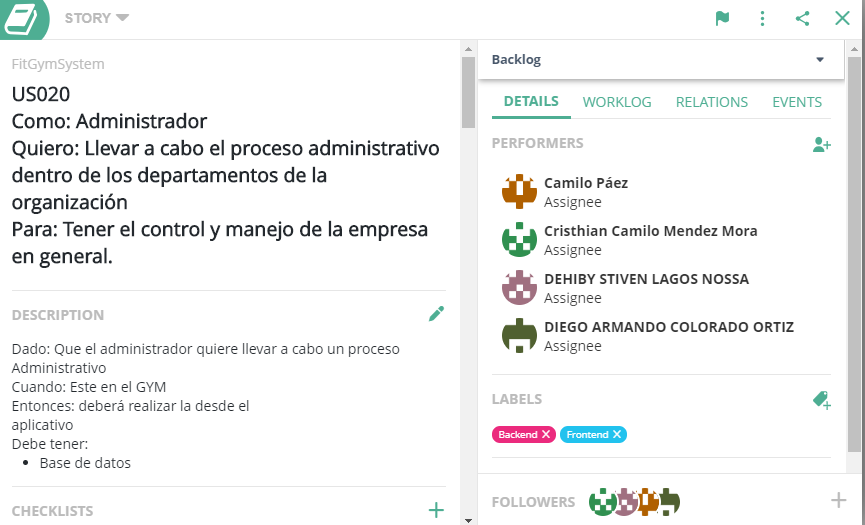 STORY
FitGymSystem
US020
Como: Administrador
Quiero: Llevar a cabo el proceso administrativo
dentro de los departamentos de la
organización
Para: Tener el control y manejo de la empresa
en general.
DESCRIPTION
Dado: Que el administrador quiere llevar a cabo un proceso
Administrativo
Cuando: Este en el GYM
Entonces: deberá realizar la desde el
aplicativo
Debe tener:
• Base de datos
CHECKLISTS
Backlog
DETAILS WORKLOG RELATIONS EVENTS
PERFORMERS
Camilo Páez
Assignee
Cristhian Camilo Mendez Mora
Assignee
DEHIBY STIVEN LAGOS NOSSA
Assignee
DIEGO ARMANDO COLORADO ORTIZ
Assignee
LABELS
Backend X Frontend X
FOLLOWERS